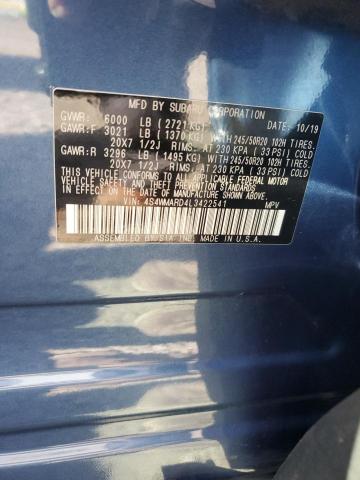 MFD. BY SUBARU CORPORATION 10/19
GVWR: 6000 LB ( 2721 KG)
GAWR:F 3021 LB ( 1370 KG) WITH 245/50R20 102H TIRES.
20X7 1/2J RIMS. AT 230 KPA ( 33 PSI) COLD
GAWR:R 3296 LB ( 1495 KG) WITH 245/50R20 102H TIRES.
20X7 1/2J RIMS. AT 230 KPA ( 33 PSI) COLD
THIS VEHICLE CONFORMS TO ALL APPLICABLE FEDERAL MOTOR
VEHICLE SAFETY AND THEFT PREVENTION STANDARDS
IN EFFECT ON THE DATE OF MANUFACTURE SHOWN ABOVE.
VIN: 4S4WMARD4L3422541 MPV
ASSEMBLED BY SIA INC, MADE IN U.S.A.